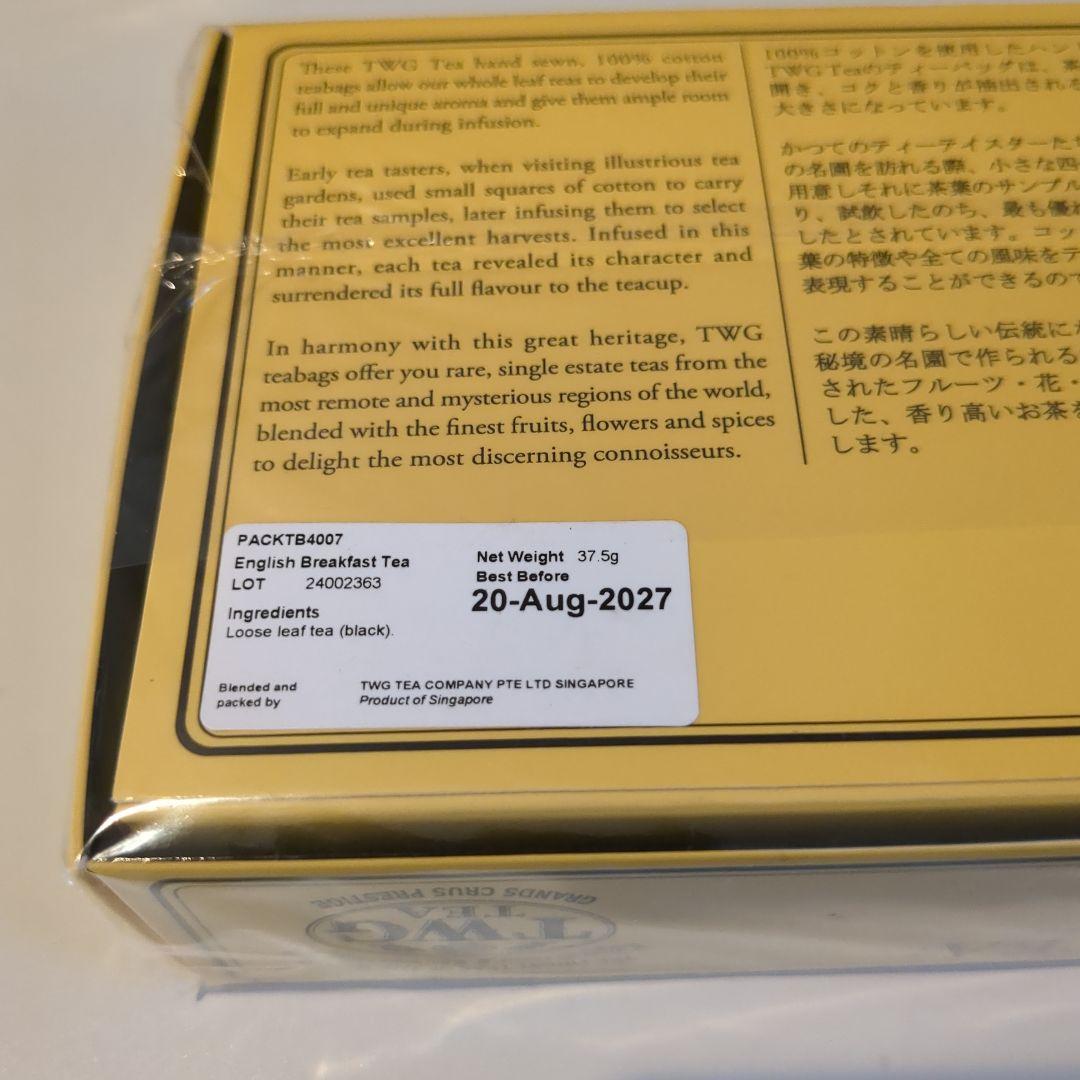 These TWG Tea hand sewn, 100% cotton
teabags allow our whole leaf teas to develop their
full and unique aroma and give them ample room
to expand during infusion.
Early tea tasters, when visiting illustrious tea
gardens, used small squares of cotton to carry
their tea samples, later infusing them to select
the most excellent harvests. Infused in this
manner, each tea revealed its character and
surrendered its full flavour to the teacup.
In harmony with this great heritage, TWG
teabags offer you rare, single estate teas from the
most remote and mysterious regions of the world,
blended with the finest fruits, flowers and spices
to delight the most discerning connoisseurs.
100%コットンを使用したハンド
TWG Teaのティーバッグは、茶
開き、コクと香りが抽出される
大きさになっています。
かつてのティーテイスターたち
の名園を訪れる際、小さな四
用意しそれに茶葉のサンプル
り、試飲したのち、最も優れ
したとされています。コッ
葉の特徴や全ての風味をテ
表現することができるので
この素晴らしい伝統に
秘境の名園で作られる
されたフルーツ・花・
した、香り高いお茶を
します。
PACKTB4007
English Breakfast Tea
LOT 24002363
Ingredients
Loose leaf tea (black).
Net Weight 37.5g
Best Before
20-Aug-2027
Blended and
packed by
TWG TEA COMPANY PTE LTD SINGAPORE
Product of Singapore
GRANDS CRUS PRESTIGE
TEA
TWG